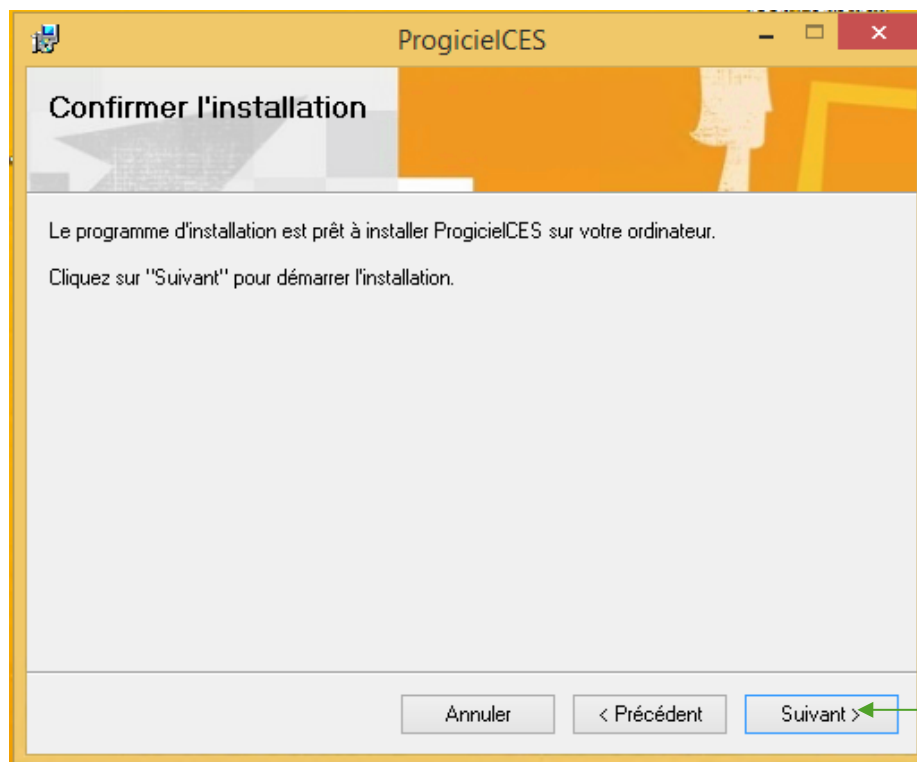 ProgicielCES
Confirmer l'installation
Le programme d'installation est prêt à installer ProgicielCES sur votre ordinateur.
Cliquez sur "Suivant" pour démarrer l'installation.
Annuler
< Précédent
Suivant >